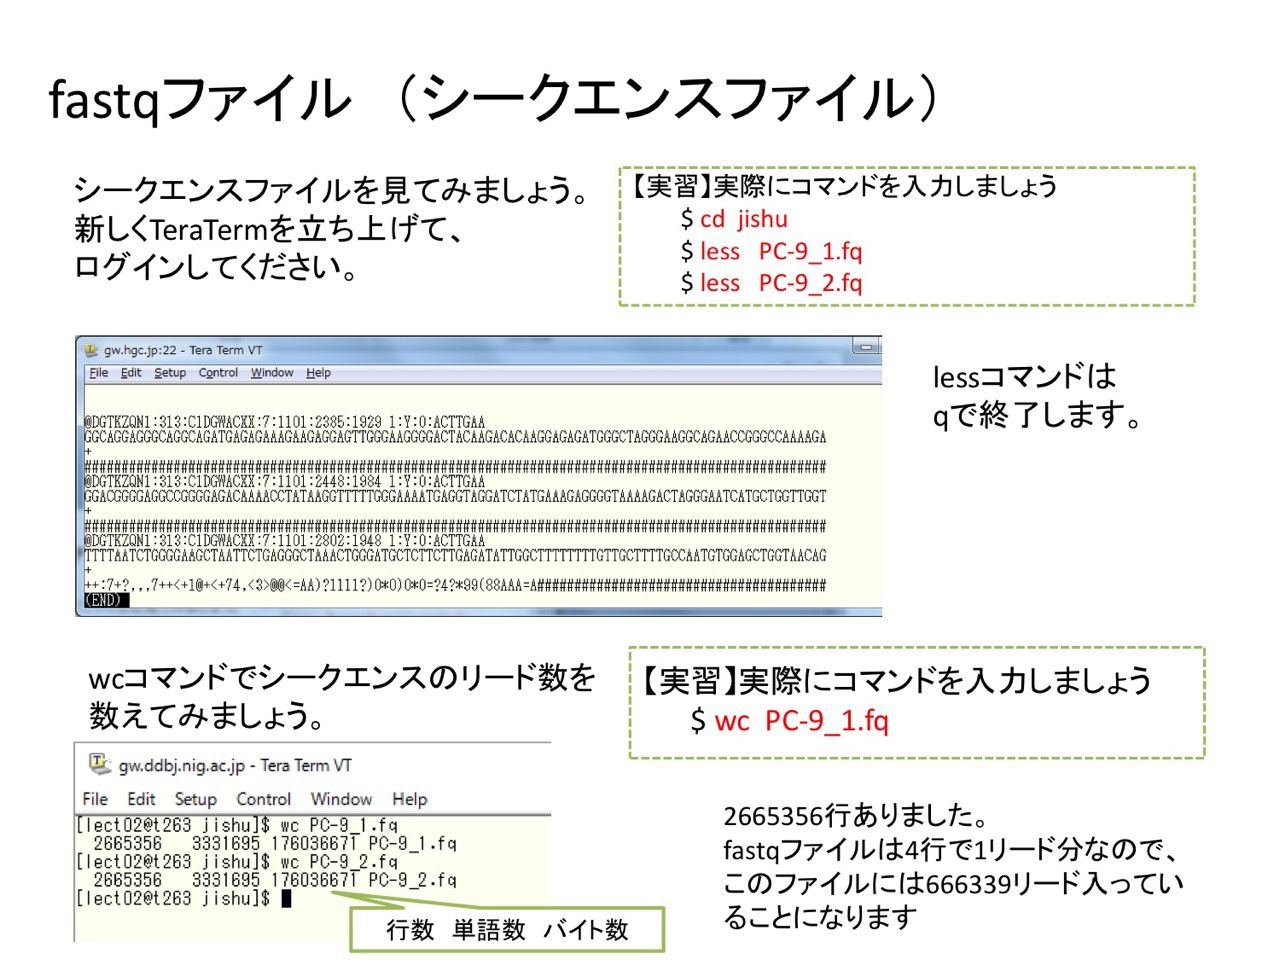 fastqファイル （シークエンスファイル）
シークエンスファイルを見てみましょう。
新しくTeraTermを立ち上げて、
ログインしてください。
【実習】実際にコマンドを入力しましょう
$ cd jishu
$ less PC-9_1.fq
$ less PC-9_2.fq
gw.hgc.jp:22 - Tera Term VT
File Edit Setup Control Window Help
@DGTKZQN1:313:C1DGWACXX:7:1101:2385:1929 1:Y:0:ACTTGAA
GGCAGGAGGGCAGGCAGATGAGAGAAAGAAGAGGAGTTGGGAAGGGGACTACAAGACACAAGGAGAGATGGGCTAGGGAAGGCAGAACCGGGCCAAAAGA
+
####################################################################################################
@DGTKZQN1:313:C1DGWACXX:7:1101:2448:1984 1:Y:0:ACTTGAA
GGACGGGGAGGCCGGGGAGACAAAACCTATAAGGTTTTTGGGAAAATGAGGTAGGATCTATGAAAGAGGGGTAAAAGACTAGGGAATCATGCTGGTTGGT
+
####################################################################################################
@DGTKZQN1:313:C1DGWACXX:7:1101:2802:1948 1:Y:0:ACTTGAA
TTTTAATCTGGGGAAGCTAATTCTGAGGGCTAAACTGGGATGCTCTTCTTGAGATATTGGCTTTTTTTTGTTGCTTTTGCCAATGTGGAGCTGGTAACAG
+
++:7+?,,,7++<+1@+<+74,<3>@@<=AA)?1111?)0*0)0*0=?4?*99(88AAA=A#######################################
(END)
lessコマンドは
qで終了します。
wcコマンドでシークエンスのリード数を
数えてみましょう。
【実習】実際にコマンドを入力しましょう
$ wc PC-9_1.fq
gw.ddbj.nig.ac.jp - Tera Term VT
File Edit Setup Control Window Help
[lect02@t263 jishu]$ wc PC-9_1.fq
2665356 3331695 176036671 PC-9_1.fq
[lect02@t263 jishu]$ wc PC-9_2.fq
2665356 3331695 176036671 PC-9_2.fq
[lect02@t263 jishu]$
行数 単語数 バイト数
2665356行ありました。
fastqファイルは4行で1リード分なので、
このファイルには666339リード入ってい
ることになります